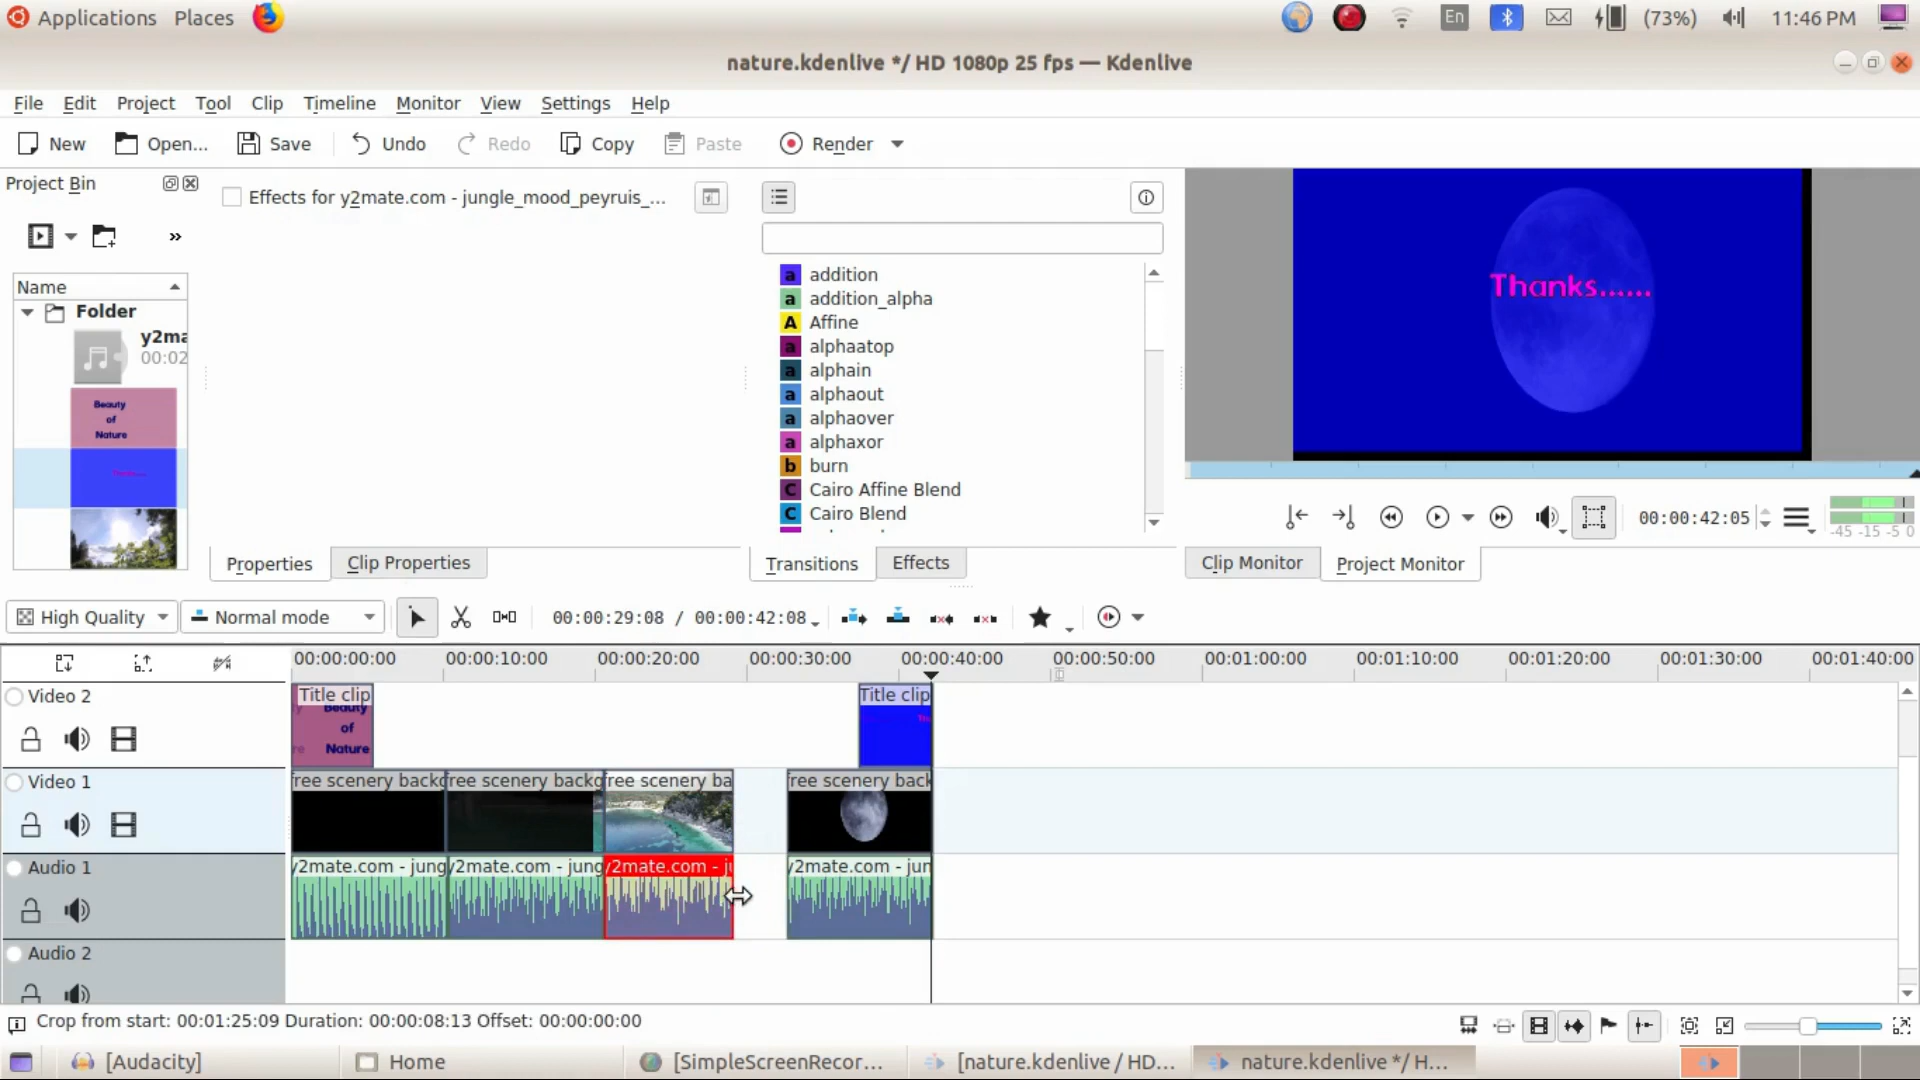 Applications Places
En (73%) 11:46 PM
nature.kdenlive */ HD 1080p 25 fps — Kdenlive
File Edit Project Tool Clip Timeline Monitor View Settings Help
New Open... Save Undo Redo Copy Paste Render
Project Bin
Effects for y2mate.com - jungle_mood_peyruis_...
Name
Folder
y2ma
00:02
Beauty
of
Nature
a addition
a addition_alpha
A Affine
a alphaatop
a alphain
a alphaout
a alphaover
a alphaxor
b burn
C Cairo Affine Blend
C Cairo Blend
Thanks......
00:00:42:05
-45 -15 -5 0
Properties Clip Properties
Transitions Effects
Clip Monitor Project Monitor
High Quality Normal mode 00:00:29:08 / 00:00:42:08
00:00:00:00 00:00:10:00 00:00:20:00 00:00:30:00 00:00:40:00 00:00:50:00 00:01:00:00 00:01:10:00 00:01:20:00 00:01:30:00 00:01:40:00
Video 2
Title clip Title clip
Beauty
of
Nature
Video 1
free scenery backg free scenery backg free scenery ba free scenery back
Audio 1
y2mate.com - jung y2mate.com - jung y2mate.com - ju y2mate.com - jun
Audio 2
Crop from start: 00:01:25:09 Duration: 00:00:08:13 Offset: 00:00:00:00
[Audacity] Home [SimpleScreenRecor... [nature.kdenlive / HD... nature.kdenlive */ H...